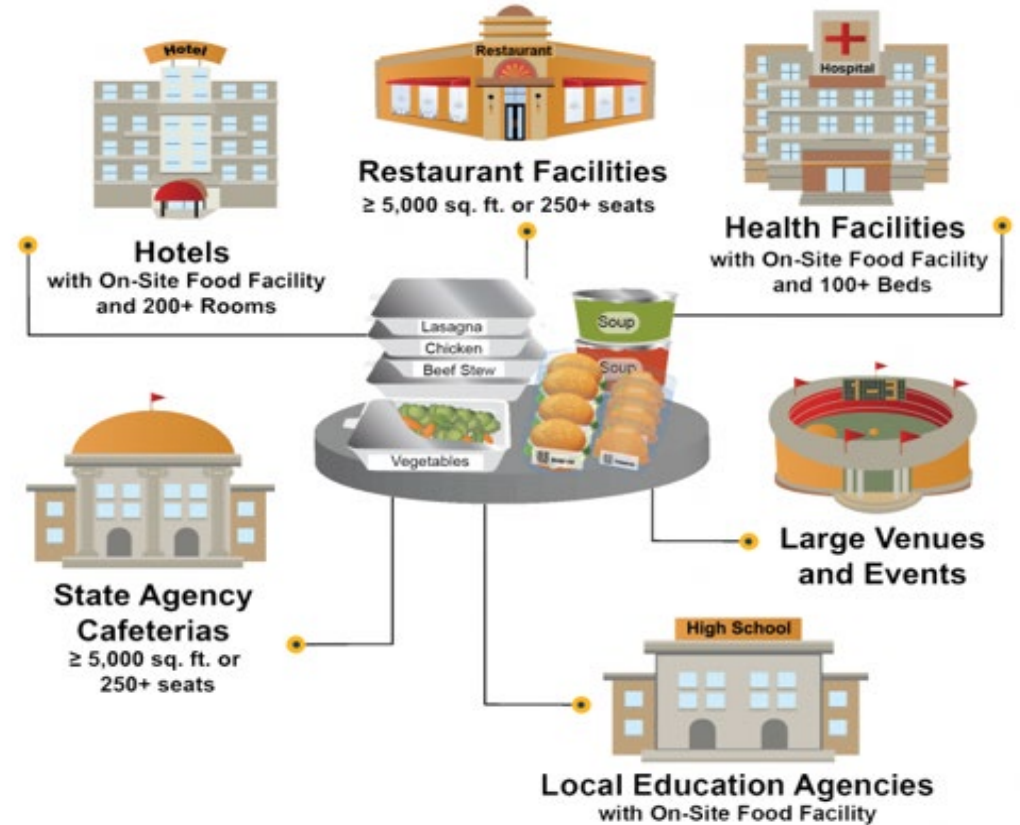 Hotel
Restaurant
Hospital
Restaurant Facilities
≥ 5,000 sq. ft. or 250+ seats
Hotels
with On-Site Food Facility
and 200+ Rooms
Health Facilities
with On-Site Food Facility
and 100+ Beds
Lasagna
Chicken
Beef Stew
Vegetables
Soup
Soup
1-3
Large Venues
and Events
State Agency
Cafeterias
≥ 5,000 sq. ft. or
250+ seats
High School
Local Education Agencies
with On-Site Food Facility